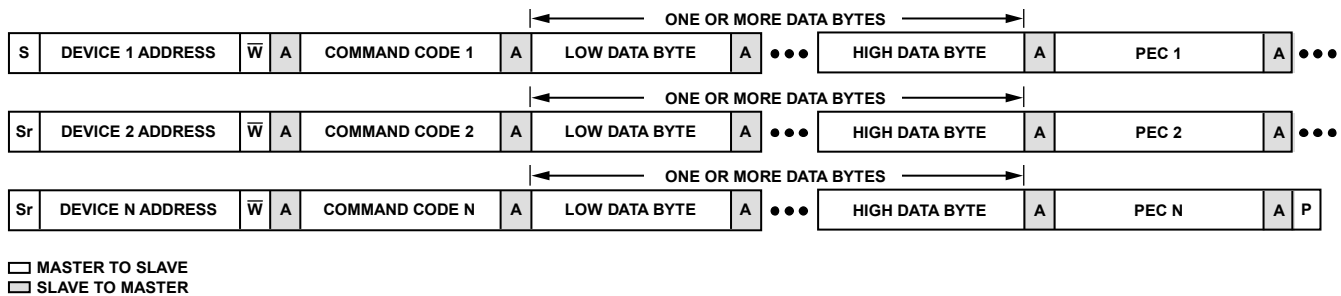 ONE OR MORE DATA BYTES
S DEVICE 1 ADDRESS W̅ A COMMAND CODE 1 A LOW DATA BYTE A ••• HIGH DATA BYTE A PEC 1 A •••
ONE OR MORE DATA BYTES
Sr DEVICE 2 ADDRESS W̅ A COMMAND CODE 2 A LOW DATA BYTE A ••• HIGH DATA BYTE A PEC 2 A •••
ONE OR MORE DATA BYTES
Sr DEVICE N ADDRESS W̅ A COMMAND CODE N A LOW DATA BYTE A ••• HIGH DATA BYTE A PEC N A P
MASTER TO SLAVE
SLAVE TO MASTER